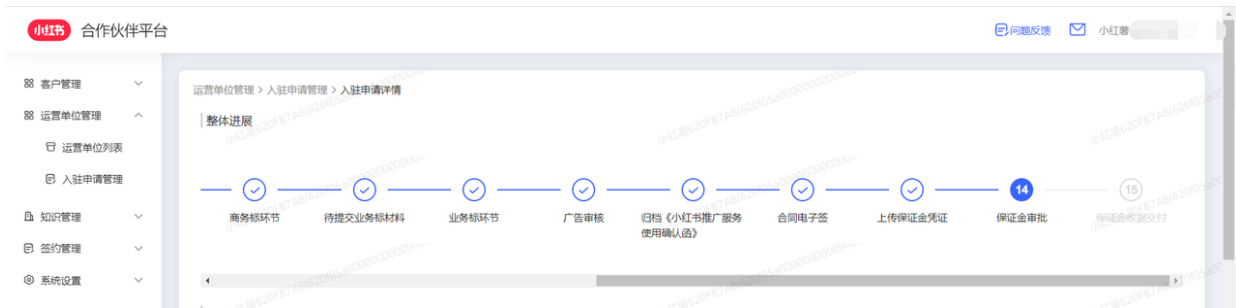 小红书 合作伙伴平台
问题反馈
小红薯
客户管理
运营单位管理
运营单位列表
入驻申请管理
知识管理
签约管理
系统设置
运营单位管理 > 入驻申请管理 > 入驻申请详情
整体进展
商务标环节
待提交业务标材料
业务标环节
广告审核
归档《小红书推广服务
使用确认函》
合同电子签
上传保证金凭证
14
保证金审批
15
保证金收据交付